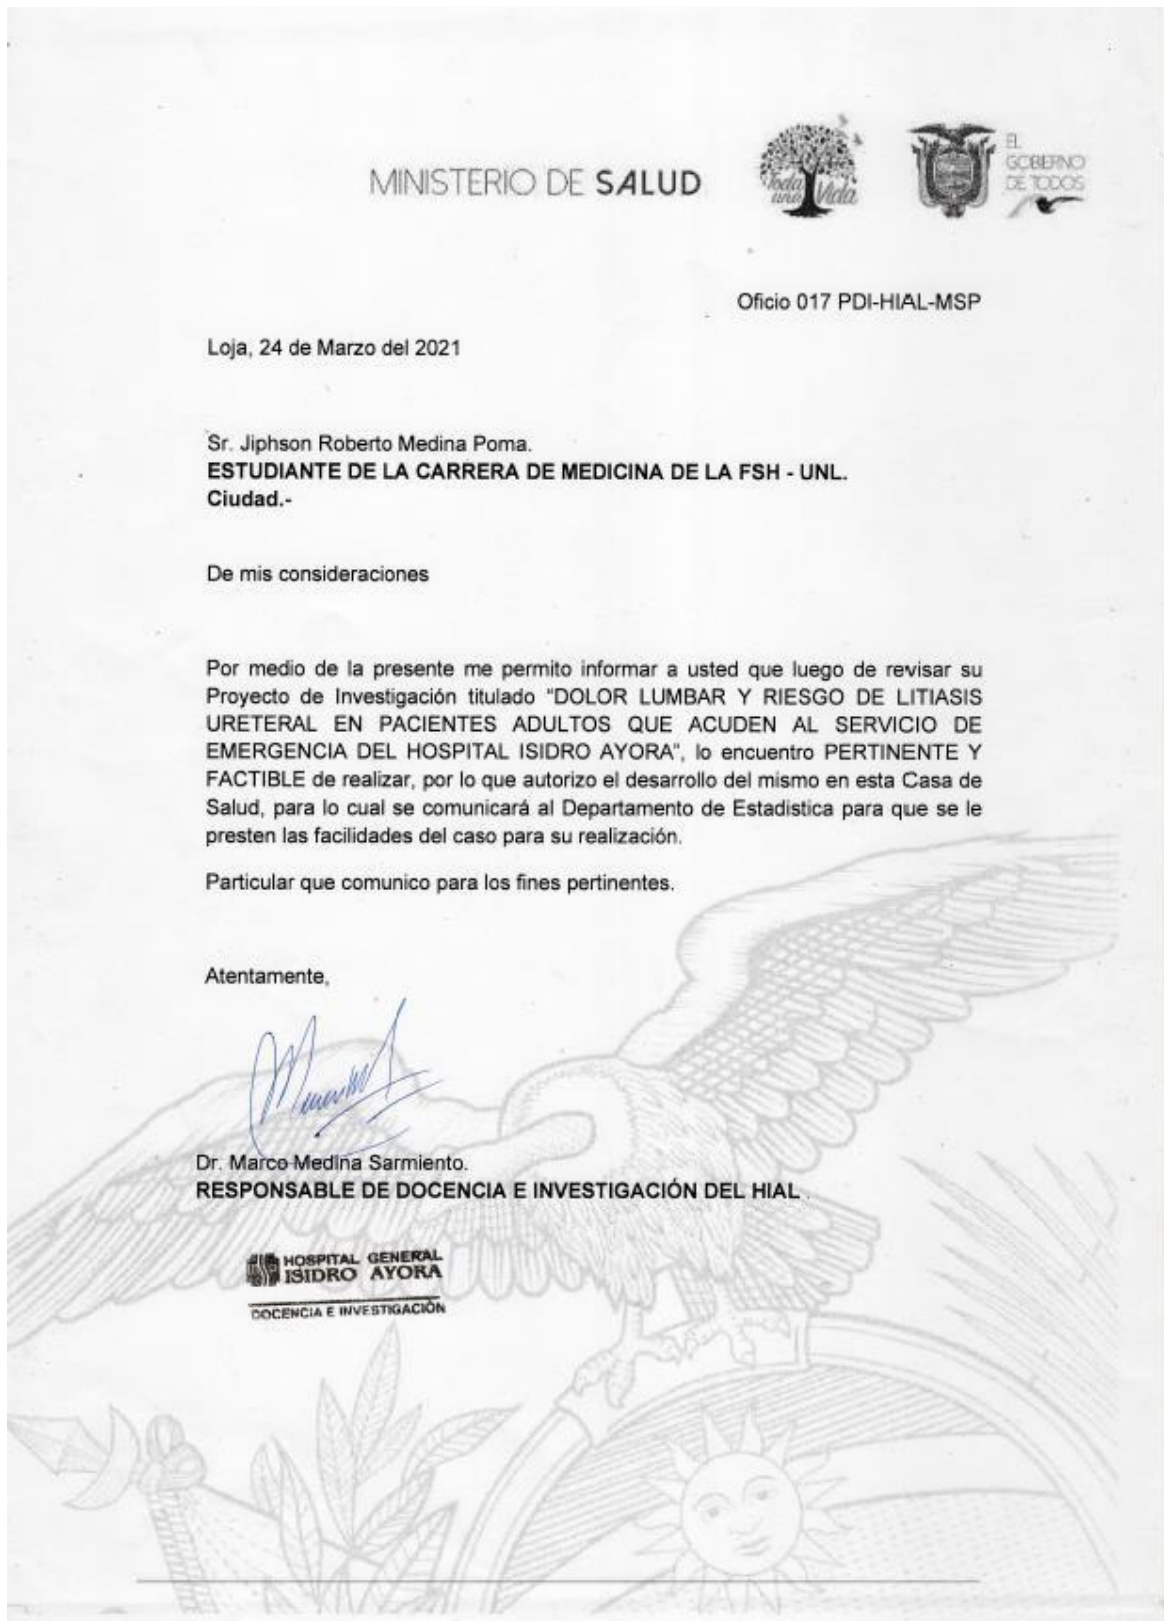 MINISTERIO DE SALUD
Toda
una Vida
EL
GOBIERNO
DE TODOS
Oficio 017 PDI-HIAL-MSP
Loja, 24 de Marzo del 2021
Sr. Jiphson Roberto Medina Poma.
ESTUDIANTE DE LA CARRERA DE MEDICINA DE LA FSH - UNL.
Ciudad.-
De mis consideraciones
Por medio de la presente me permito informar a usted que luego de revisar su
Proyecto de Investigación titulado “DOLOR LUMBAR Y RIESGO DE LITIASIS
URETERAL EN PACIENTES ADULTOS QUE ACUDEN AL SERVICIO DE
EMERGENCIA DEL HOSPITAL ISIDRO AYORA”, lo encuentro PERTINENTE Y
FACTIBLE de realizar, por lo que autorizo el desarrollo del mismo en esta Casa de
Salud, para lo cual se comunicará al Departamento de Estadistica para que se le
presten las facilidades del caso para su realización.
Particular que comunico para los fines pertinentes.
Atentamente,
Dr. Marco Medina Sarmiento.
RESPONSABLE DE DOCENCIA E INVESTIGACIÓN DEL HIAL .
HOSPITAL GENERAL
ISIDRO AYORA
DOCENCIA E INVESTIGACIÓN